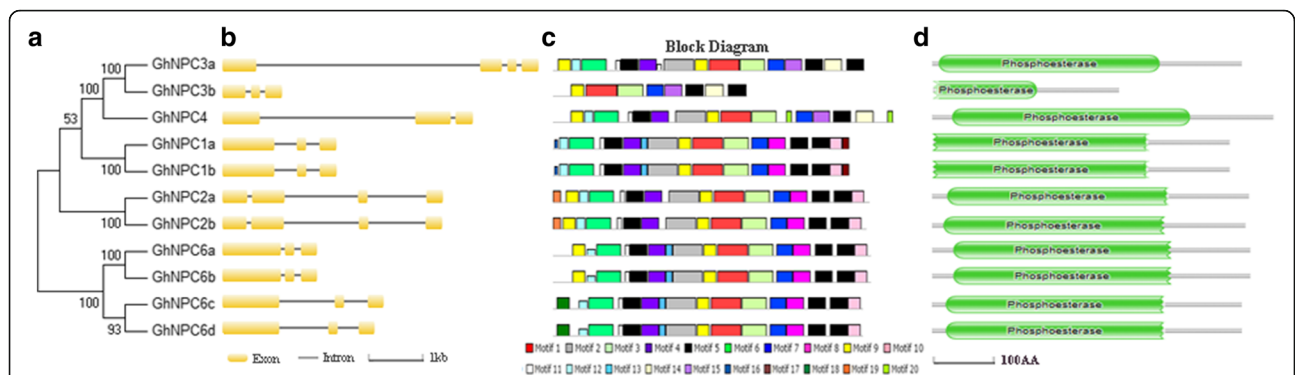 a b c d
Block Diagram
100 GhNPC3a Phosphoesterase
100 GhNPC3b Phosphoesterase
53 GhNPC4 Phosphoesterase
GhNPC1a Phosphoesterase
100 GhNPC1b Phosphoesterase
GhNPC2a Phosphoesterase
100 GhNPC2b Phosphoesterase
100 GhNPC6a Phosphoesterase
GhNPC6b Phosphoesterase
100 GhNPC6c Phosphoesterase
93 GhNPC6d Phosphoesterase
Exon Intron 1kb
Motif 1 Motif 2 Motif 3 Motif 4 Motif 5 Motif 6 Motif 7 Motif 8 Motif 9 Motif 10
Motif 11 Motif 12 Motif 13 Motif 14 Motif 15 Motif 16 Motif 17 Motif 18 Motif 19 Motif 20
100AA